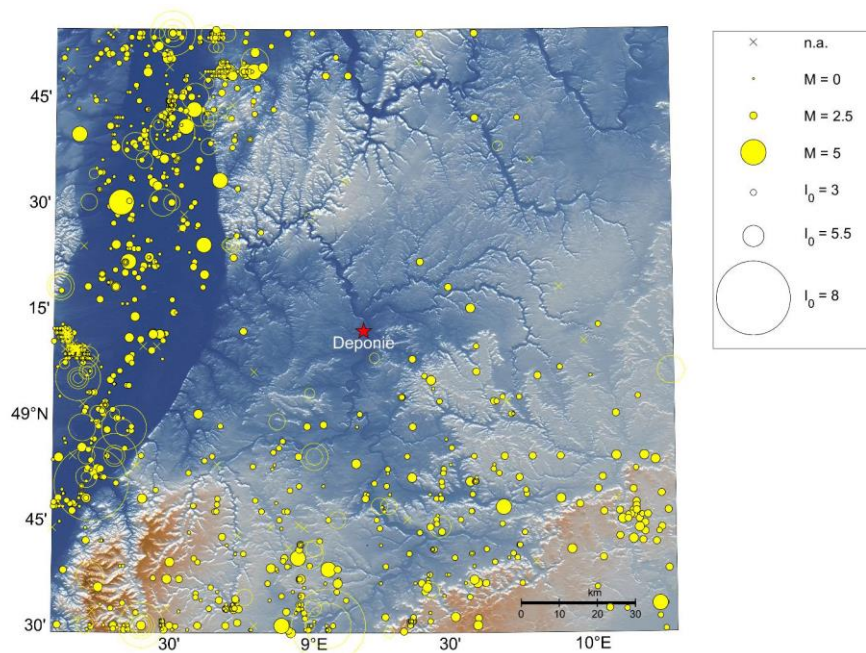 n.a.
M = 0
M = 2.5
M = 5
I0 = 3
I0 = 5.5
I0 = 8
45'
30'
15'
49°N
45'
30'
Deponie
km
0 10 20 30
30' 9°E 30' 10°E